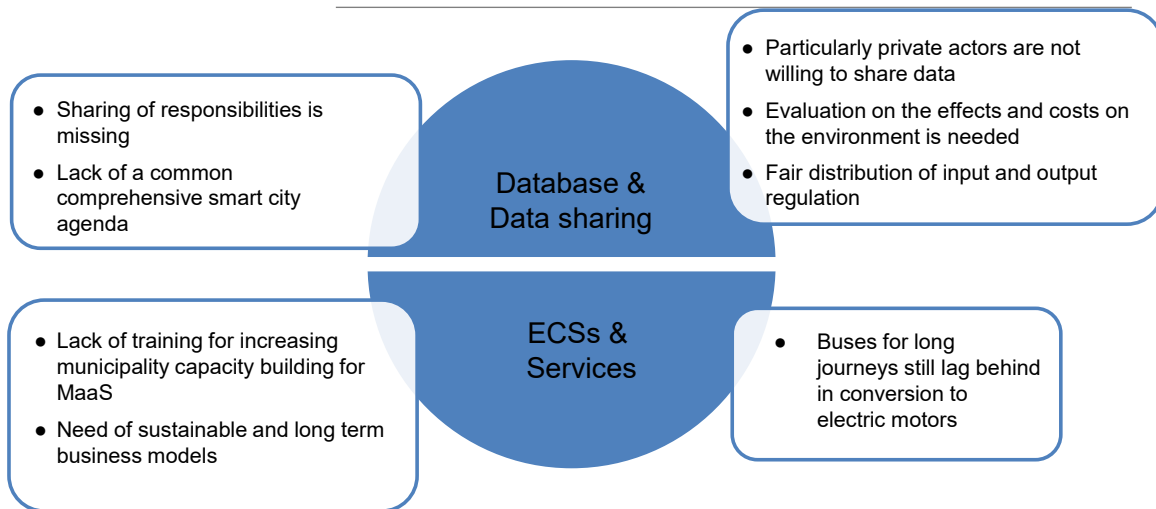 ● Sharing of responsibilities is
missing
● Lack of a common
comprehensive smart city
agenda
Database &
Data sharing
● Particularly private actors are not
willing to share data
● Evaluation on the effects and costs on
the environment is needed
● Fair distribution of input and output
regulation
● Lack of training for increasing
municipality capacity building for
MaaS
● Need of sustainable and long term
business models
ECSs &
Services
● Buses for long
journeys still lag behind
in conversion to
electric motors